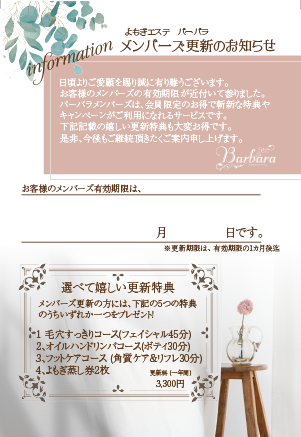 よもぎエステ　バーバラ
information メンバーズ更新のお知らせ
日頃よりご愛顧を賜り誠に有り難うございます。
お客様のメンバーズの有効期限が近付いて参りました。
バーバラメンバーズは、会員限定のお得で斬新な特典や
キャンペーンがご利用になれるサービスです。
下記記載の嬉しい更新特典も大変お得です。
是非、今後もご継続頂きたくご案内申し上げます。
Barbara
お客様のメンバーズ有効期限は、
月　日です。
※更新期限は、有効期限の1カ月後迄
選べて嬉しい更新特典
メンバーズ更新の方には、下記の5つの特典
のうちいずれか一つをプレゼント!
1 毛穴すっきりコース(フェイシャル45分)
2、オイルハンドリンパコース(ボディ30分)
3、フットケアコース (角質ケア&リフレ30分)
4、よもぎ蒸し券2枚
更新料 (一年間)
3,300円